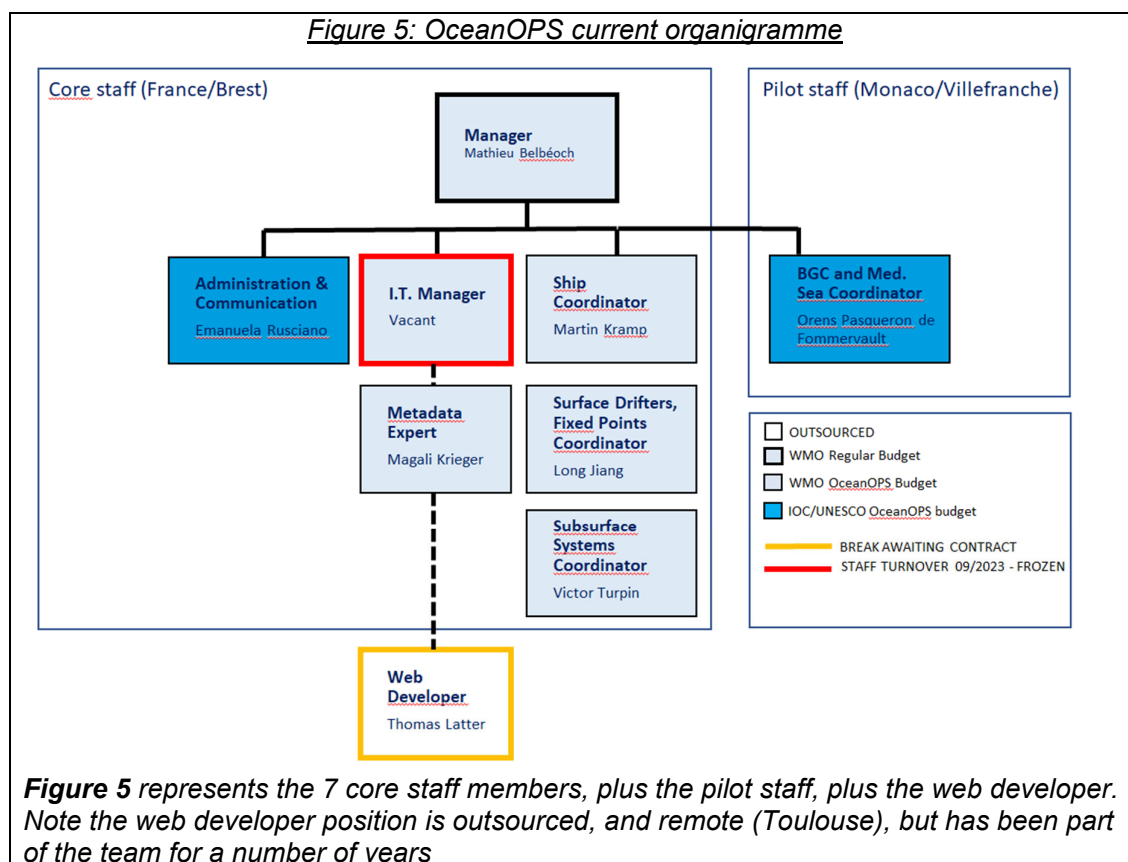 Figure 5: OceanOPS current organigramme
Core staff (France/Brest)
Pilot staff (Monaco/Villefranche)
Manager
Mathieu Belbéoch
Administration &
Communication
Emanuela Rusciano
I.T. Manager
Vacant
Ship
Coordinator
Martin Kramp
BGC and Med.
Sea Coordinator
Orens Pasqueron de
Fommervault
Metadata
Expert
Magali Krieger
Surface Drifters,
Fixed Points
Coordinator
Long Jiang
Subsurface
Systems
Coordinator
Victor Turpin
Web
Developer
Thomas Latter
OUTSOURCED
WMO Regular Budget
WMO OceanOPS Budget
IOC/UNESCO OceanOPS budget
BREAK AWAITING CONTRACT
STAFF TURNOVER 09/2023 - FROZEN
Figure 5 represents the 7 core staff members, plus the pilot staff, plus the web developer.
Note the web developer position is outsourced, and remote (Toulouse), but has been part
of the team for a number of years